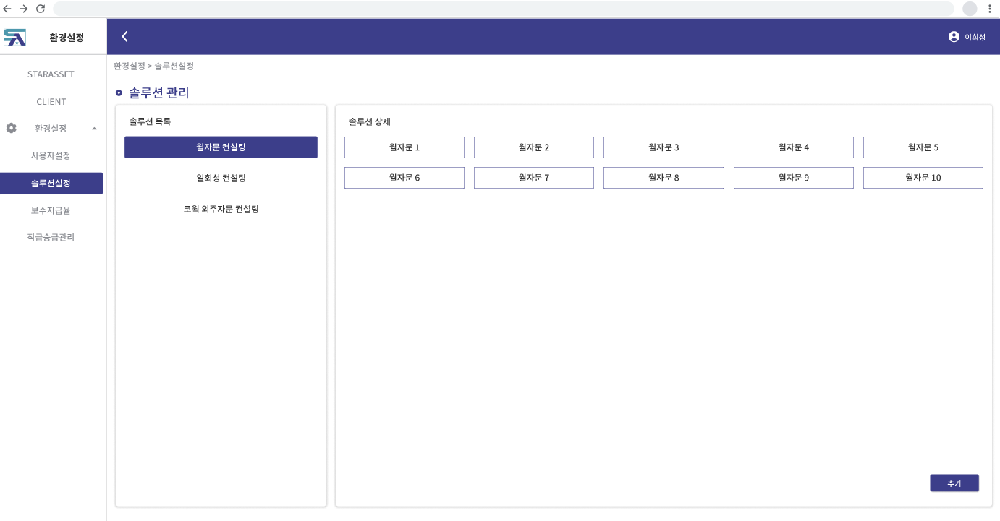 환경설정
이희성
STARASSET
CLIENT
환경설정
사용자설정
솔루션설정
보수지급율
직급승급관리
환경설정 > 솔루션설정
솔루션 관리
솔루션 목록
월자문 컨설팅
일회성 컨설팅
코웍 외주자문 컨설팅
솔루션 상세
월자문 1 월자문 2 월자문 3 월자문 4 월자문 5
월자문 6 월자문 7 월자문 8 월자문 9 월자문 10
추가